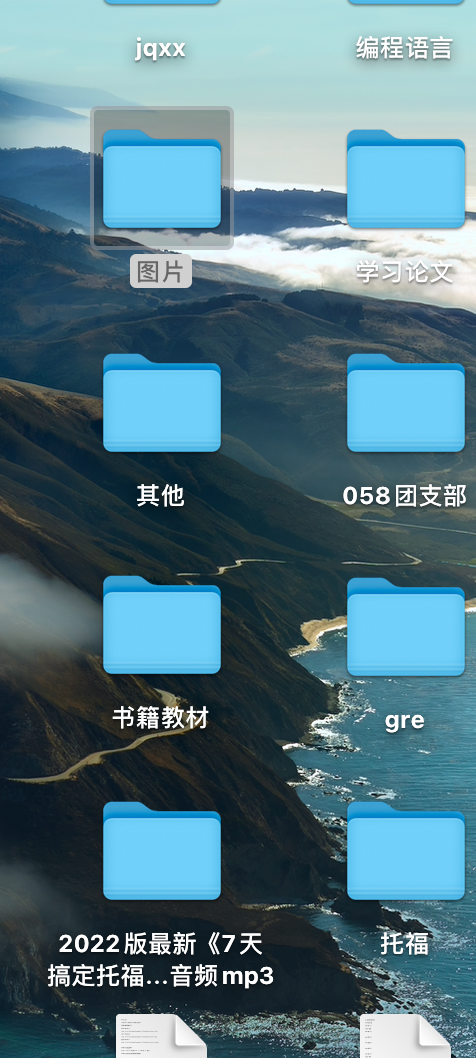 jqxx
编程语言
图片
学习论文
其他
058团支部
书籍教材
gre
2022版最新《7天
搞定托福...音频mp3
托福